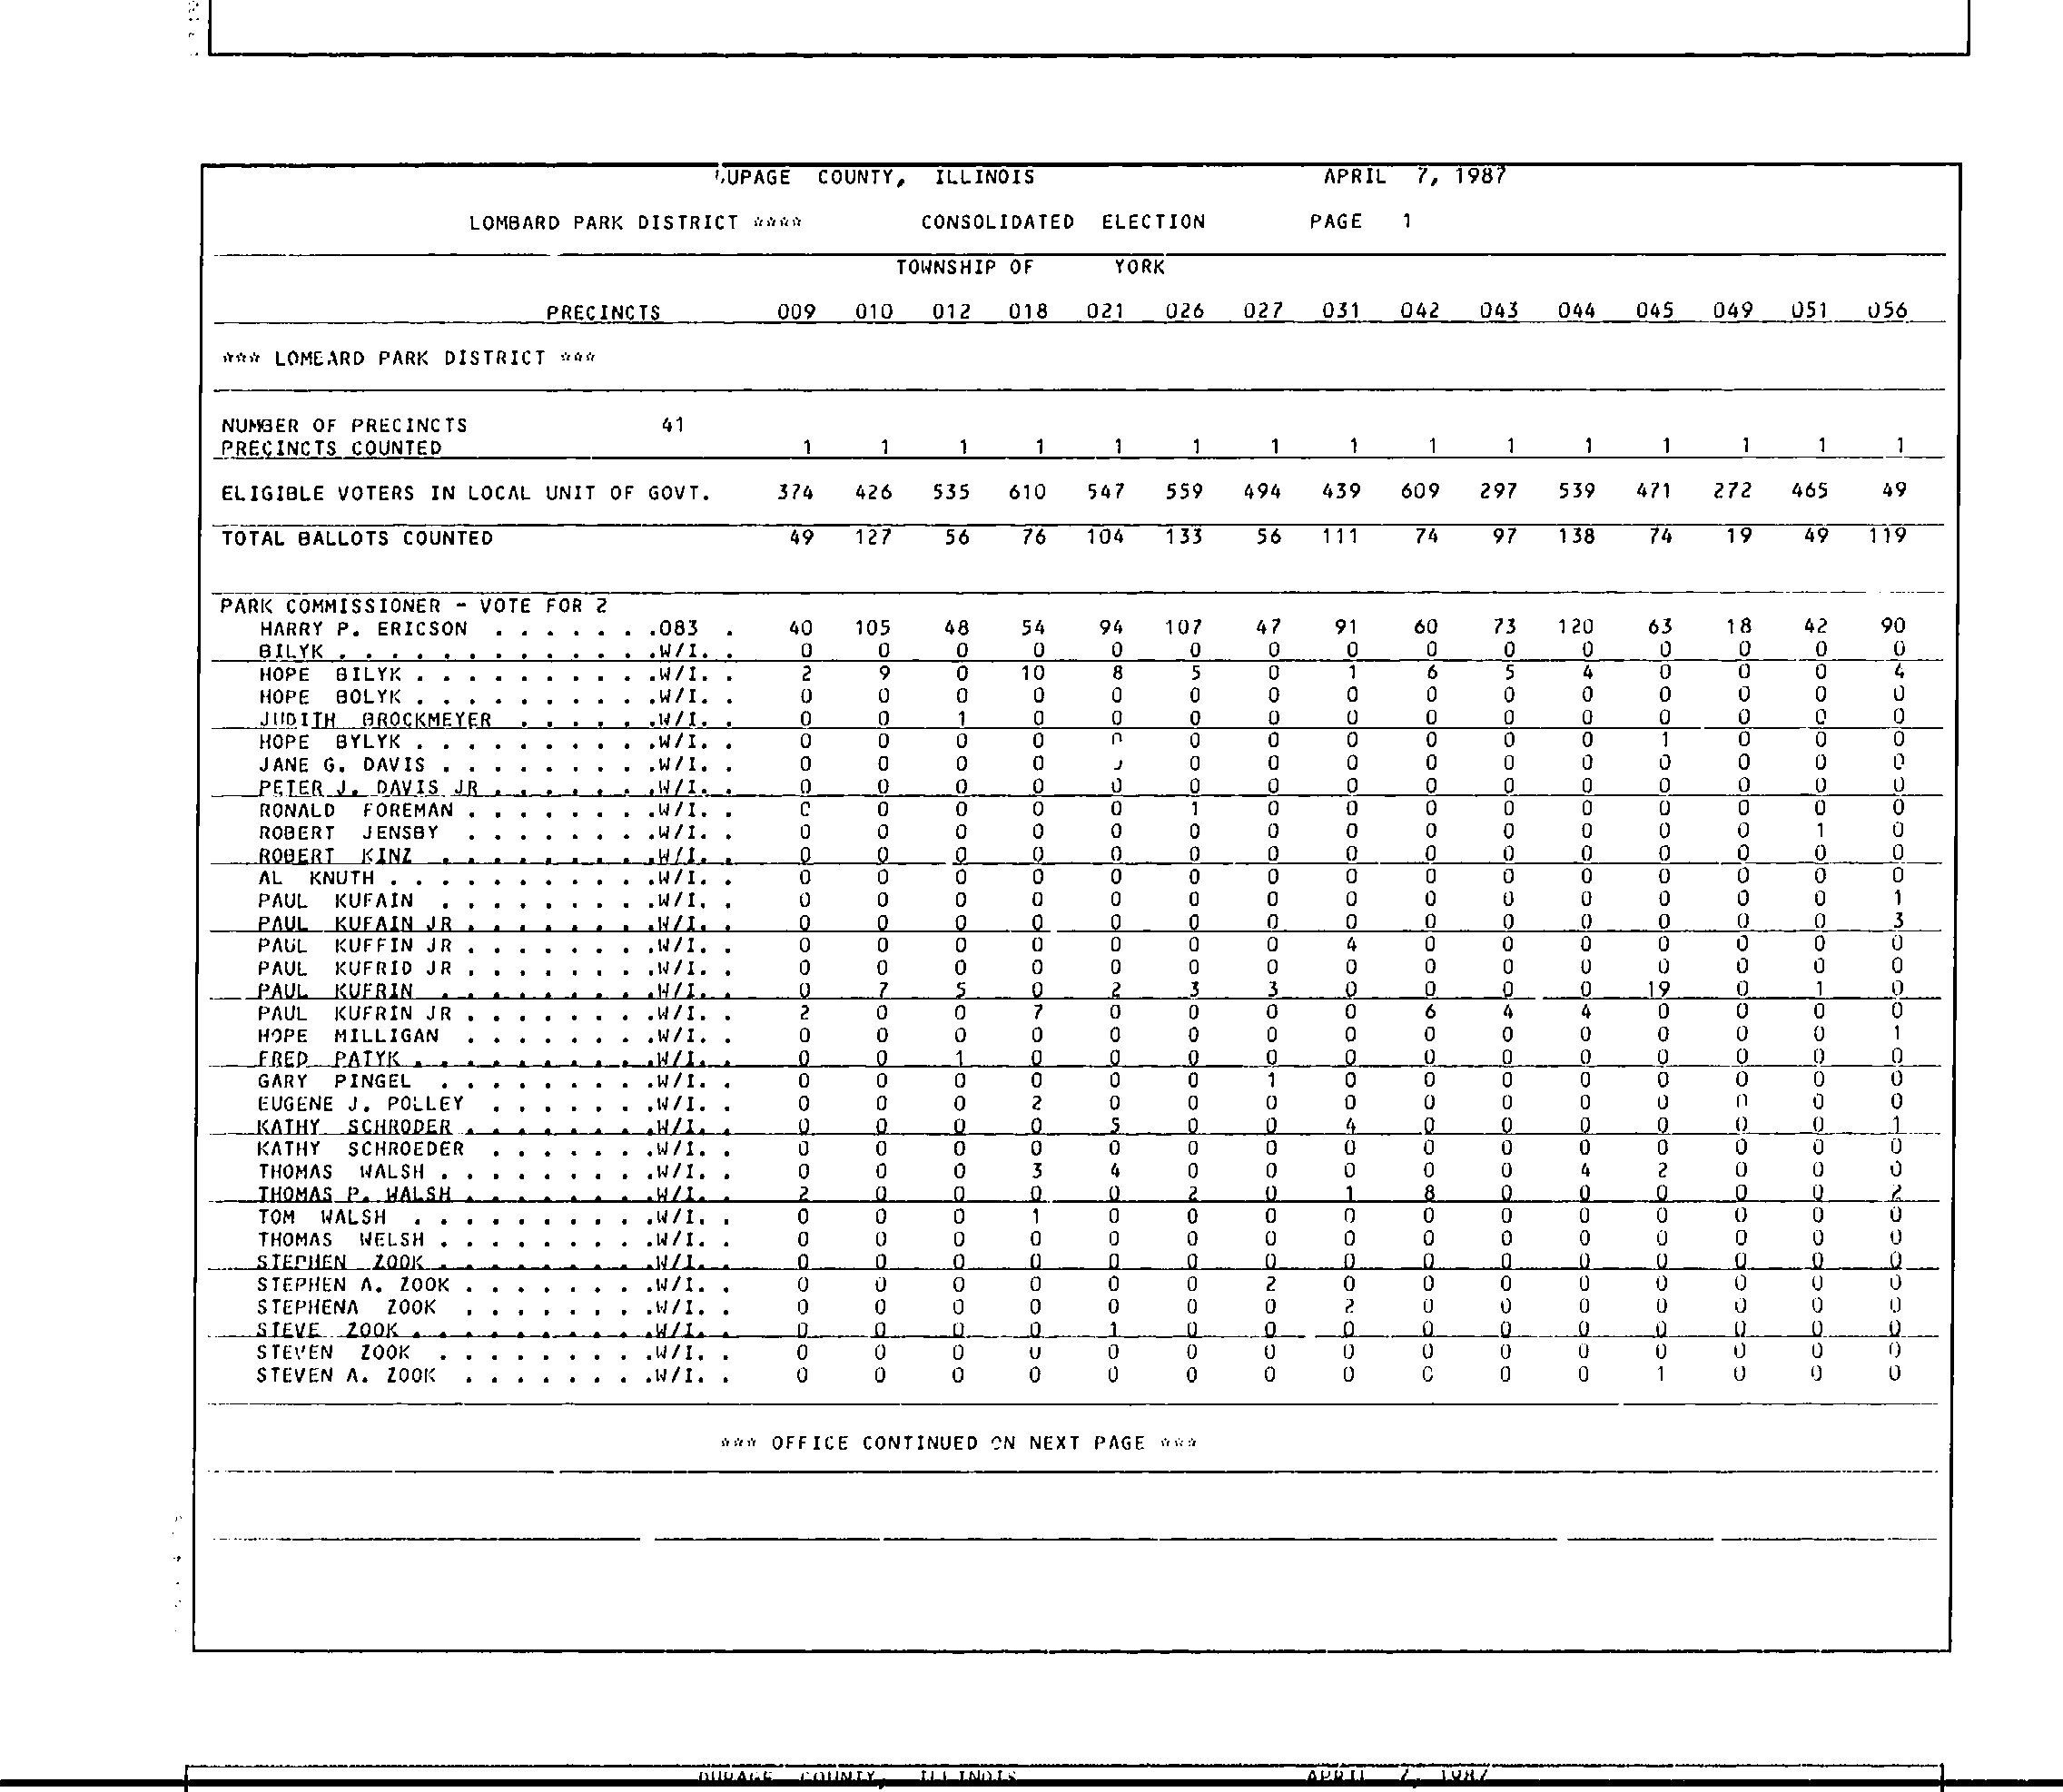 UPAGE COUNTY, ILLINOIS APRIL 7, 1987
LOMBARD PARK DISTRICT **** CONSOLIDATED ELECTION PAGE 1
TOWNSHIP OF YORK
PRECINCTS 009 010 012 018 021 026 027 031 042 043 044 045 049 051 056
*** LOMEARD PARK DISTRICT ***
NUMBER OF PRECINCTS 41
PRECINCTS COUNTED 1 1 1 1 1 1 1 1 1 1 1 1 1 1 1
ELIGIBLE VOTERS IN LOCAL UNIT OF GOVT. 374 426 535 610 547 559 494 439 609 297 539 471 272 465 49
TOTAL BALLOTS COUNTED 49 127 56 76 104 133 56 111 74 97 138 74 19 49 119
PARK COMMISSIONER - VOTE FOR 2
HARRY P. ERICSON . . . . . . .083 . 40 105 48 54 94 107 47 91 60 73 120 63 18 42 90
BILYK . . . . . . . . . . . . .W/I. . 0 0 0 0 0 0 0 0 0 0 0 0 0 0 0
HOPE BILYK . . . . . . . . . .W/I. . 2 9 0 10 8 5 0 1 6 5 4 0 0 0 4
HOPE BOLYK . . . . . . . . . .W/I. . 0 0 0 0 0 0 0 0 0 0 0 0 0 0 0
JUDITH BROCKMEYER . . . . . .W/I. . 0 0 1 0 0 0 0 0 0 0 0 0 0 0 0
HOPE BYLYK . . . . . . . . . .W/I. . 0 0 0 0 0 0 0 0 0 0 0 1 0 0 0
JANE G. DAVIS . . . . . . . . .W/I. . 0 0 0 0 0 0 0 0 0 0 0 0 0 0
PETER J. DAVIS JR . . . . . . .W/I. . 0 0 0 0 0 0 0 0 0 0 0 0 0 0 0
RONALD FOREMAN . . . . . . . .W/I. . 0 0 0 0 0 1 0 0 0 0 0 0 0 0 0
ROBERT JENSBY . . . . . . . .W/I. . 0 0 0 0 0 0 0 0 0 0 0 0 0 1 0
ROBERT KINZ . . . . . . . . .W/I. . 0 0 0 0 0 0 0 0 0 0 0 0 0 0 0
AL KNUTH . . . . . . . . . . .W/I. . 0 0 0 0 0 0 0 0 0 0 0 0 0 0 0
PAUL KUFAIN . . . . . . . . .W/I. . 0 0 0 0 0 0 0 0 0 0 0 0 0 0 1
PAUL KUFAIN JR . . . . . . . .W/I. . 0 0 0 0 0 0 0 0 0 0 0 0 0 0 3
PAUL KUFFIN JR . . . . . . . .W/I. . 0 0 0 0 0 0 0 4 0 0 0 0 0 0 0
PAUL KUFRID JR . . . . . . . .W/I. . 0 0 0 0 0 0 0 0 0 0 0 0 0 0 0
PAUL KUFRIN . . . . . . . . .W/I. . 0 7 5 0 2 3 3 0 0 0 0 19 0 1 0
PAUL KUFRIN JR . . . . . . . .W/I. . 2 0 0 7 0 0 0 0 6 4 4 0 0 0 0
HOPE MILLIGAN . . . . . . . .W/I. . 0 0 0 0 0 0 0 0 0 0 0 0 0 0 1
FRED PATYK . . . . . . . . . .W/I. . 0 0 1 0 0 0 0 0 0 0 0 0 0 0 0
GARY PINGEL . . . . . . . . .W/I. . 0 0 0 0 0 0 1 0 0 0 0 0 0 0 0
EUGENE J. POLLEY . . . . . . .W/I. . 0 0 0 2 0 0 0 0 0 0 0 0 0 0 0
KATHY SCHRODER . . . . . . . .W/I. . 0 0 0 0 5 0 0 4 0 0 0 0 0 0 1
KATHY SCHROEDER . . . . . . .W/I. . 0 0 0 0 0 0 0 0 0 0 0 0 0 0 0
THOMAS WALSH . . . . . . . . .W/I. . 0 0 0 3 4 0 0 0 0 0 4 2 0 0 0
THOMAS P. WALSH . . . . . . . .W/I. . 2 0 0 0 0 2 0 1 8 0 0 0 0 0 2
TOM WALSH . . . . . . . . . .W/I. . 0 0 0 1 0 0 0 0 0 0 0 0 0 0 0
THOMAS WELSH . . . . . . . . .W/I. . 0 0 0 0 0 0 0 0 0 0 0 0 0 0 0
STEPHEN ZOOK . . . . . . . . .W/I. . 0 0 0 0 0 0 0 0 0 0 0 0 0 0 0
STEPHEN A. ZOOK . . . . . . . .W/I. . 0 0 0 0 0 0 2 0 0 0 0 0 0 0 0
STEPHENA ZOOK . . . . . . . .W/I. . 0 0 0 0 0 0 0 2 0 0 0 0 0 0 0
STEVE ZOOK . . . . . . . . . .W/I. . 0 0 0 0 1 0 0 0 0 0 0 0 0 0 0
STEVEN ZOOK . . . . . . . . .W/I. . 0 0 0 0 0 0 0 0 0 0 0 0 0 0 0
STEVEN A. ZOOK . . . . . . . .W/I. . 0 0 0 0 0 0 0 0 0 0 0 1 0 0 0
*** OFFICE CONTINUED ON NEXT PAGE ***
DUPAGE COUNTY, ILLINOIS APRIL 7, 1987